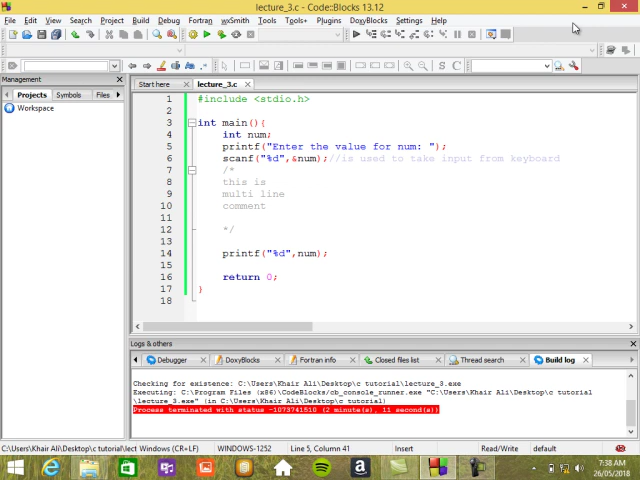 lecture_3.c - Code::Blocks 13.12
File Edit View Search Project Build Debug Fortran wxSmith Tools Tools+ Plugins DoxyBlocks Settings Help
Management
Projects Symbols Files
Workspace
Start here lecture_3.c
1 #include <stdio.h>
2
3 int main(){
4 int num;
5 printf("Enter the value for num: ");
6 scanf("%d",&num);//is used to take input from keyboard
7 /*
8 this is
9 multi line
10 comment
11
12 */
13
14 printf("%d",num);
15
16 return 0;
17 }
18
Logs & others
Debugger DoxyBlocks Fortran info Closed files list Thread search Build log
Checking for existence: C:\Users\Khair Ali\Desktop\c tutorial\lecture_3.exe
Executing: C:\Program Files (x86)\CodeBlocks/cb_console_runner.exe "C:\Users\Khair Ali\Desktop\c tutorial
\lecture_3.exe" (in C:\Users\Khair Ali\Desktop\c tutorial)
Process terminated with status -1073741510 (2 minute(s), 11 second(s))
C:\Users\Khair Ali\Desktop\c tutorial\lect Windows (CR+LF) WINDOWS-1252 Line 5, Column 41 Insert Read/Write default
7:38 AM
26/05/2018